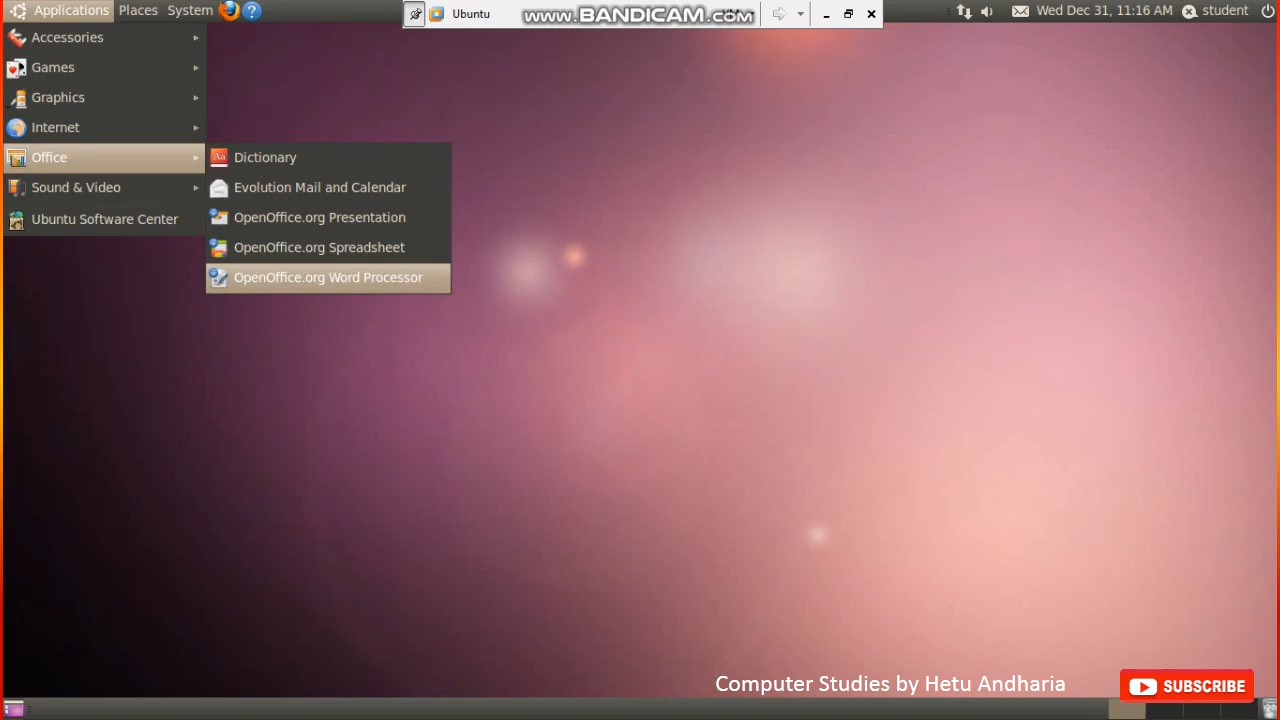 Applications Places System ?
Ubuntu
www.BANDICAM.com
Wed Dec 31, 11:16 AM student
Accessories
Games
Graphics
Internet
Office
Sound & Video
Ubuntu Software Center
Aa Dictionary
Evolution Mail and Calendar
OpenOffice.org Presentation
OpenOffice.org Spreadsheet
OpenOffice.org Word Processor
Computer Studies by Hetu Andharia
SUBSCRIBE